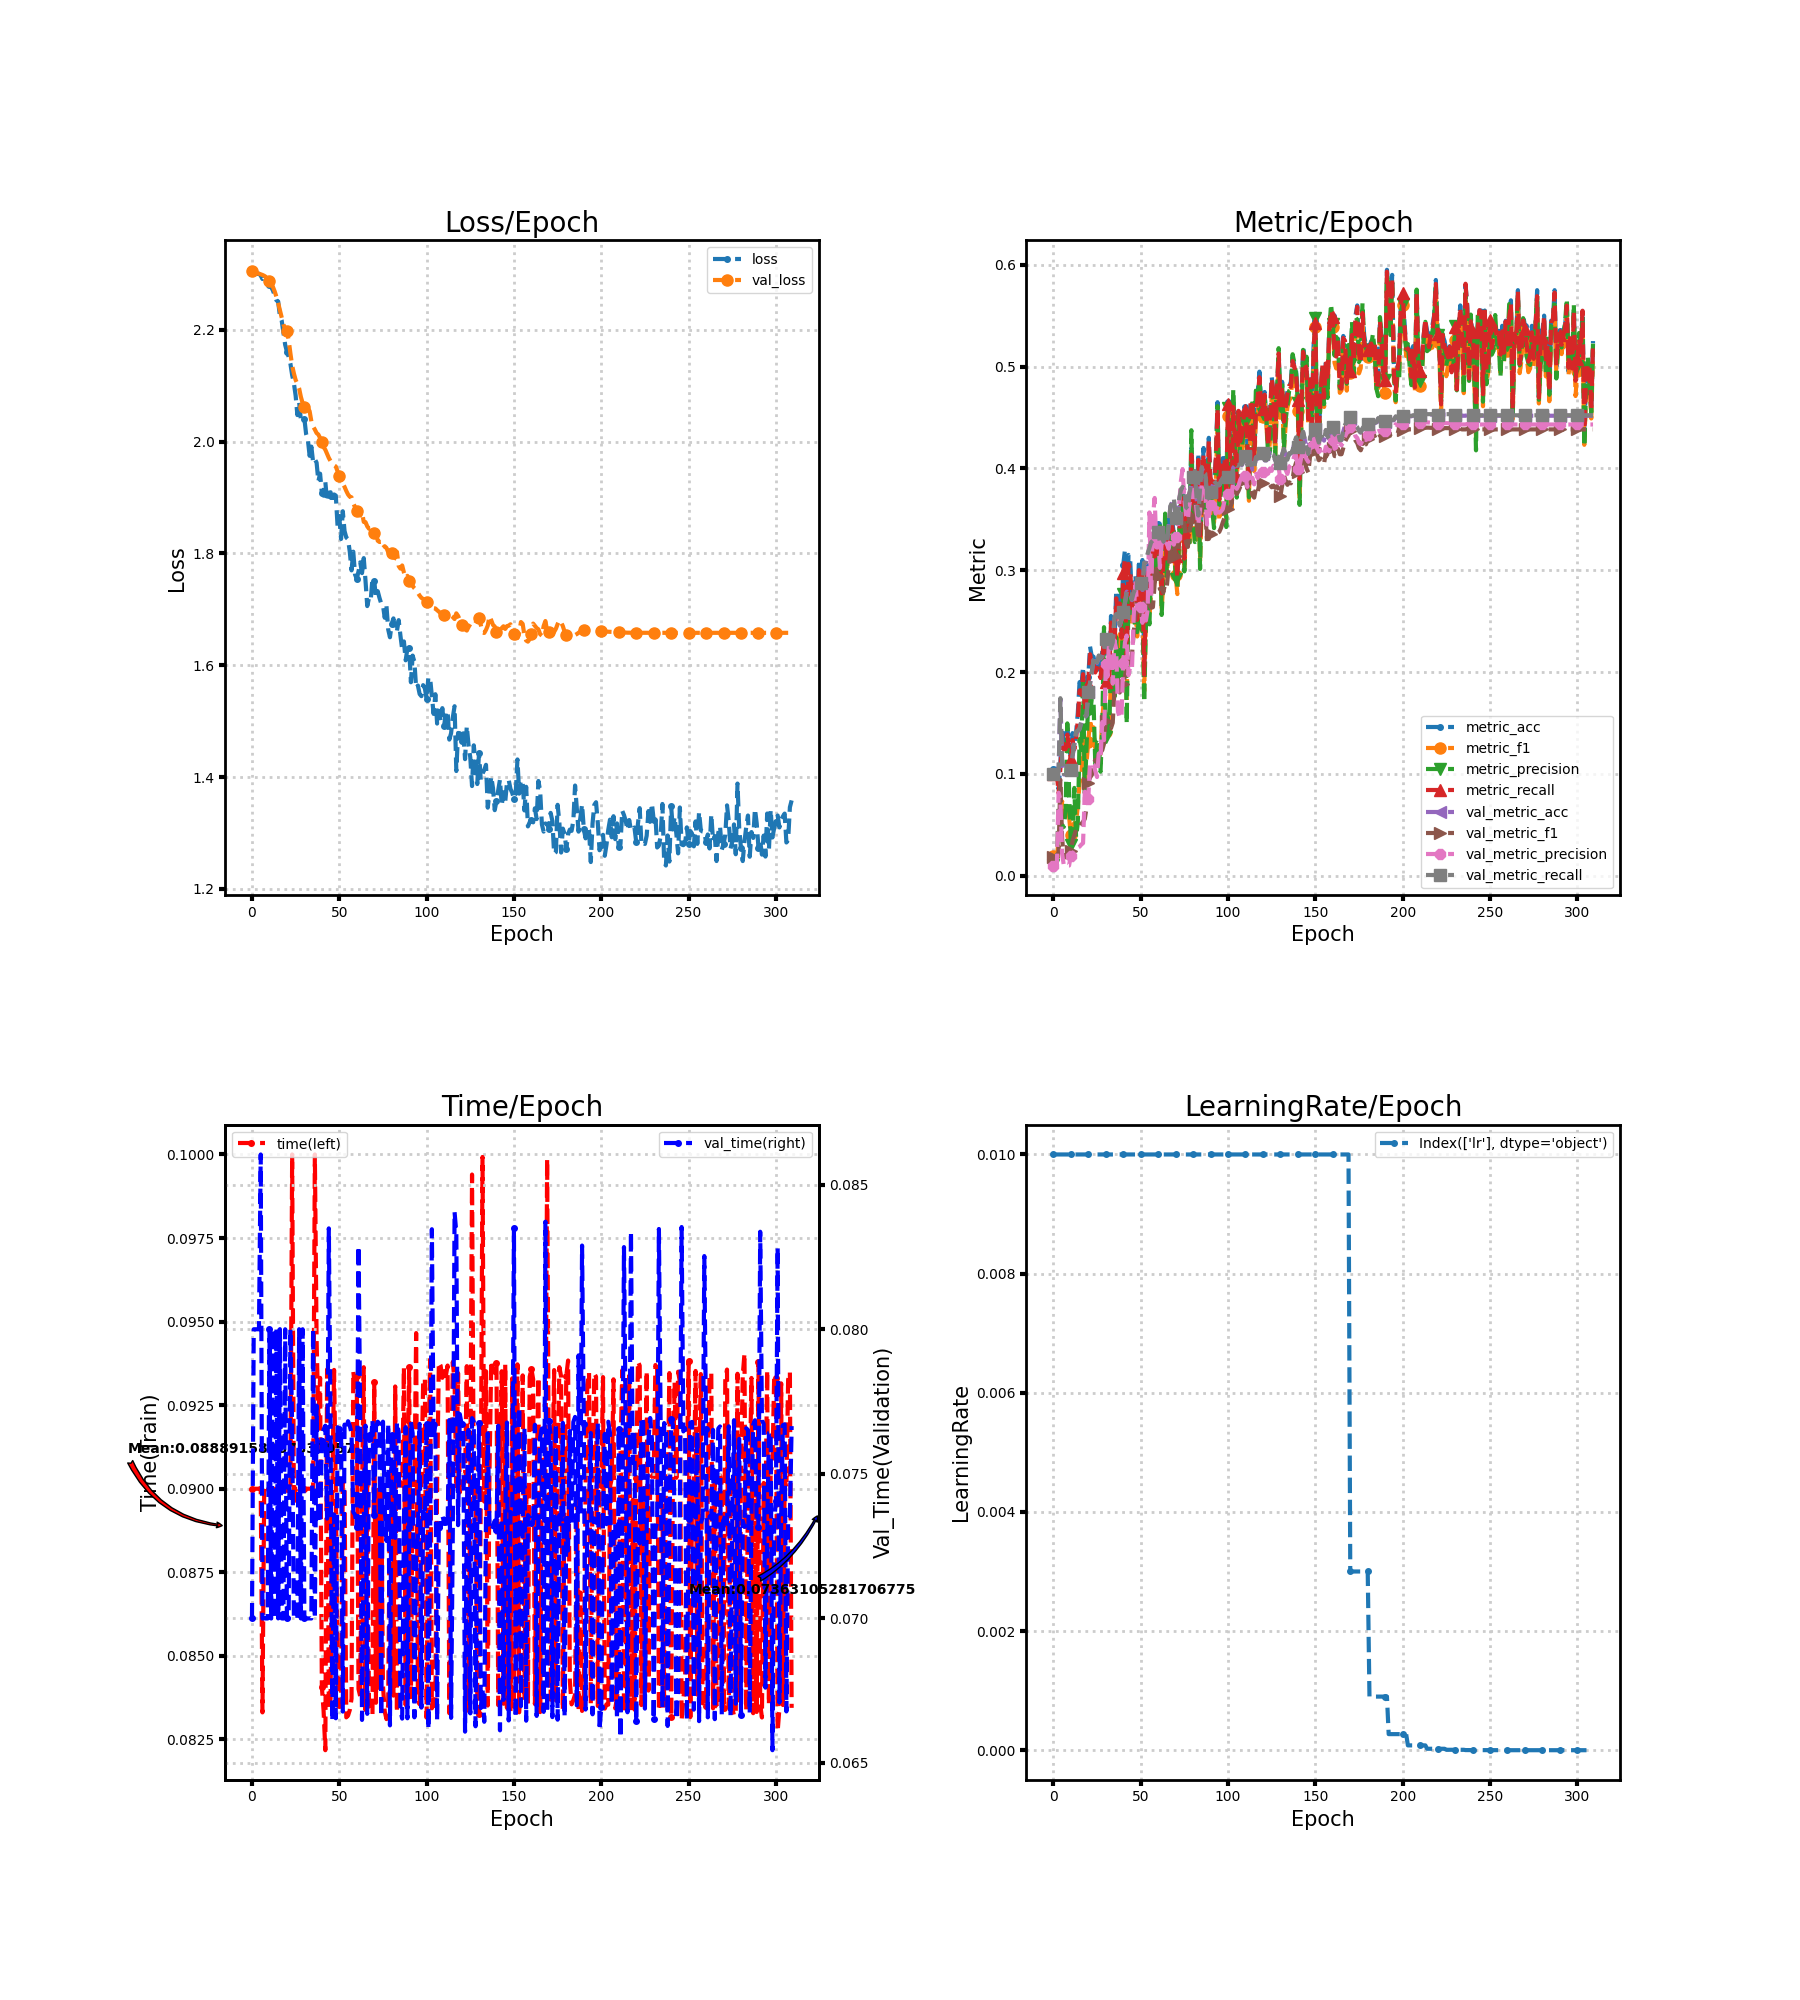 Loss/Epoch
loss
val_loss
2.2
2.0
1.8
1.6
1.4
1.2
Loss
0
50
100
150
200
250
300
Epoch
Metric/Epoch
0.6
0.5
0.4
0.3
0.2
0.1
0.0
Metric
metric_acc
metric_f1
metric_precision
metric_recall
val_metric_acc
val_metric_f1
val_metric_precision
val_metric_recall
0
50
100
150
200
250
300
Epoch
Time/Epoch
time(left)
val_time(right)
0.1000
0.0975
0.0950
0.0925
0.0900
0.0875
0.0850
0.0825
Time(Train)
0.085
0.080
0.075
0.070
0.065
Val_Time(Validation)
Mean:0.07363105281706775
0
50
100
150
200
250
300
Epoch
LearningRate/Epoch
Index(['lr'], dtype='object')
0.010
0.008
0.006
0.004
0.002
0.000
LearningRate
0
50
100
150
200
250
300
Epoch